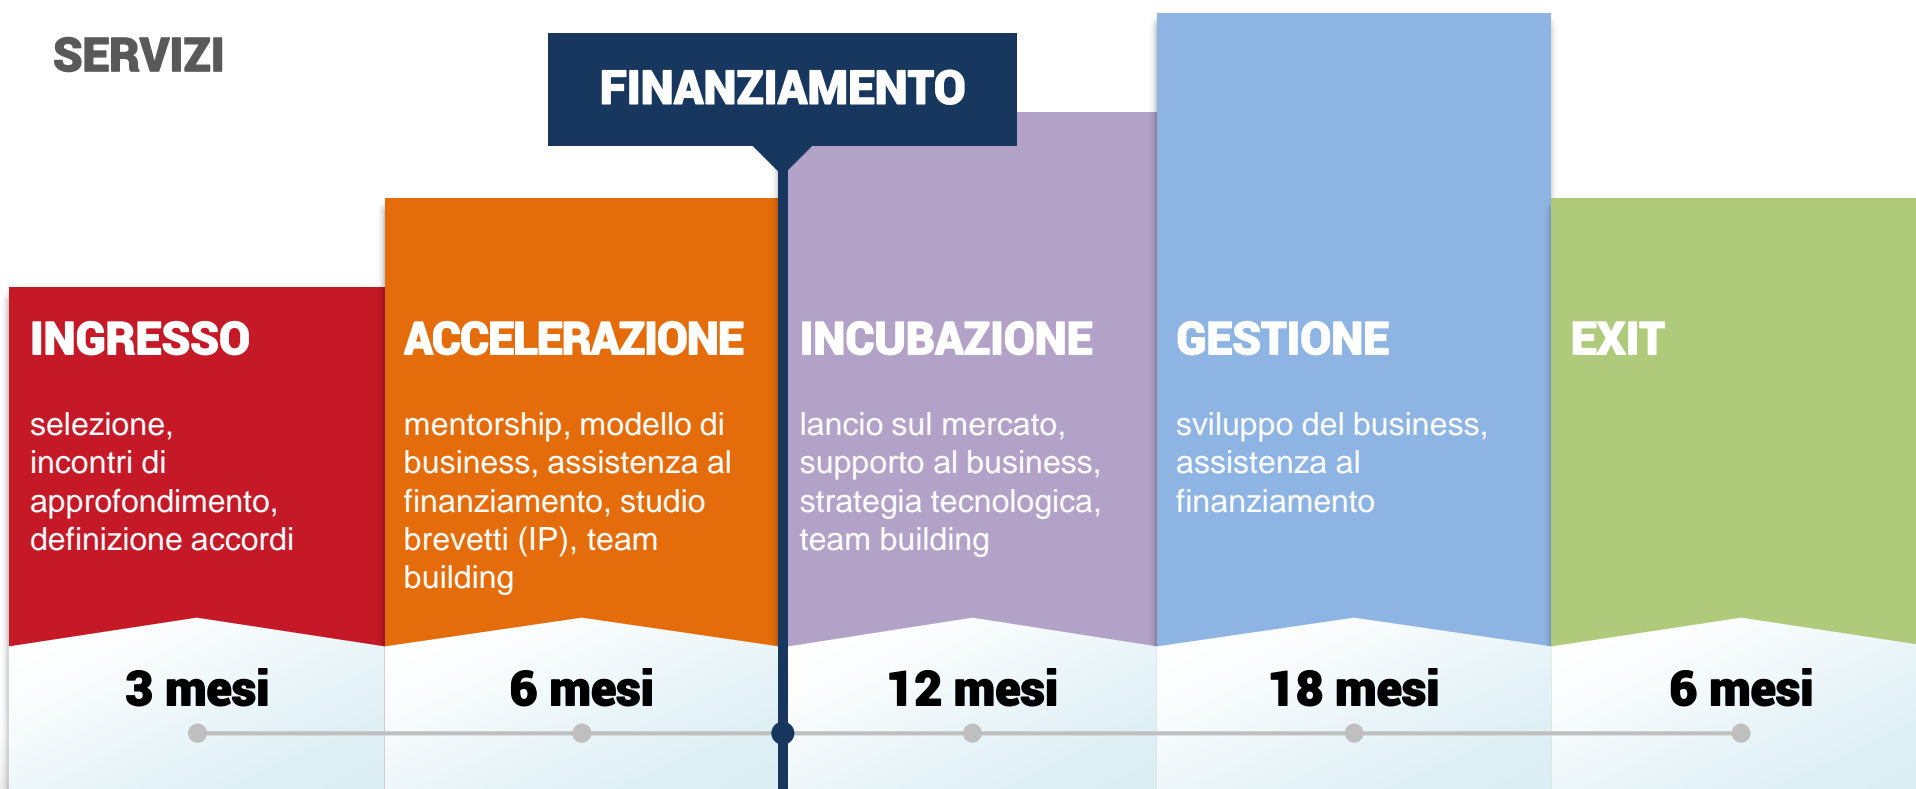 SERVIZI
FINANZIAMENTO
INGRESSO
selezione,
incontri di
approfondimento,
definizione accordi
3 mesi
ACCELERAZIONE
mentorship, modello di
business, assistenza al
finanziamento, studio
brevetti (IP), team
building
6 mesi
INCUBAZIONE
lancio sul mercato,
supporto al business,
strategia tecnologica,
team building
12 mesi
GESTIONE
sviluppo del business,
assistenza al
finanziamento
18 mesi
EXIT
6 mesi